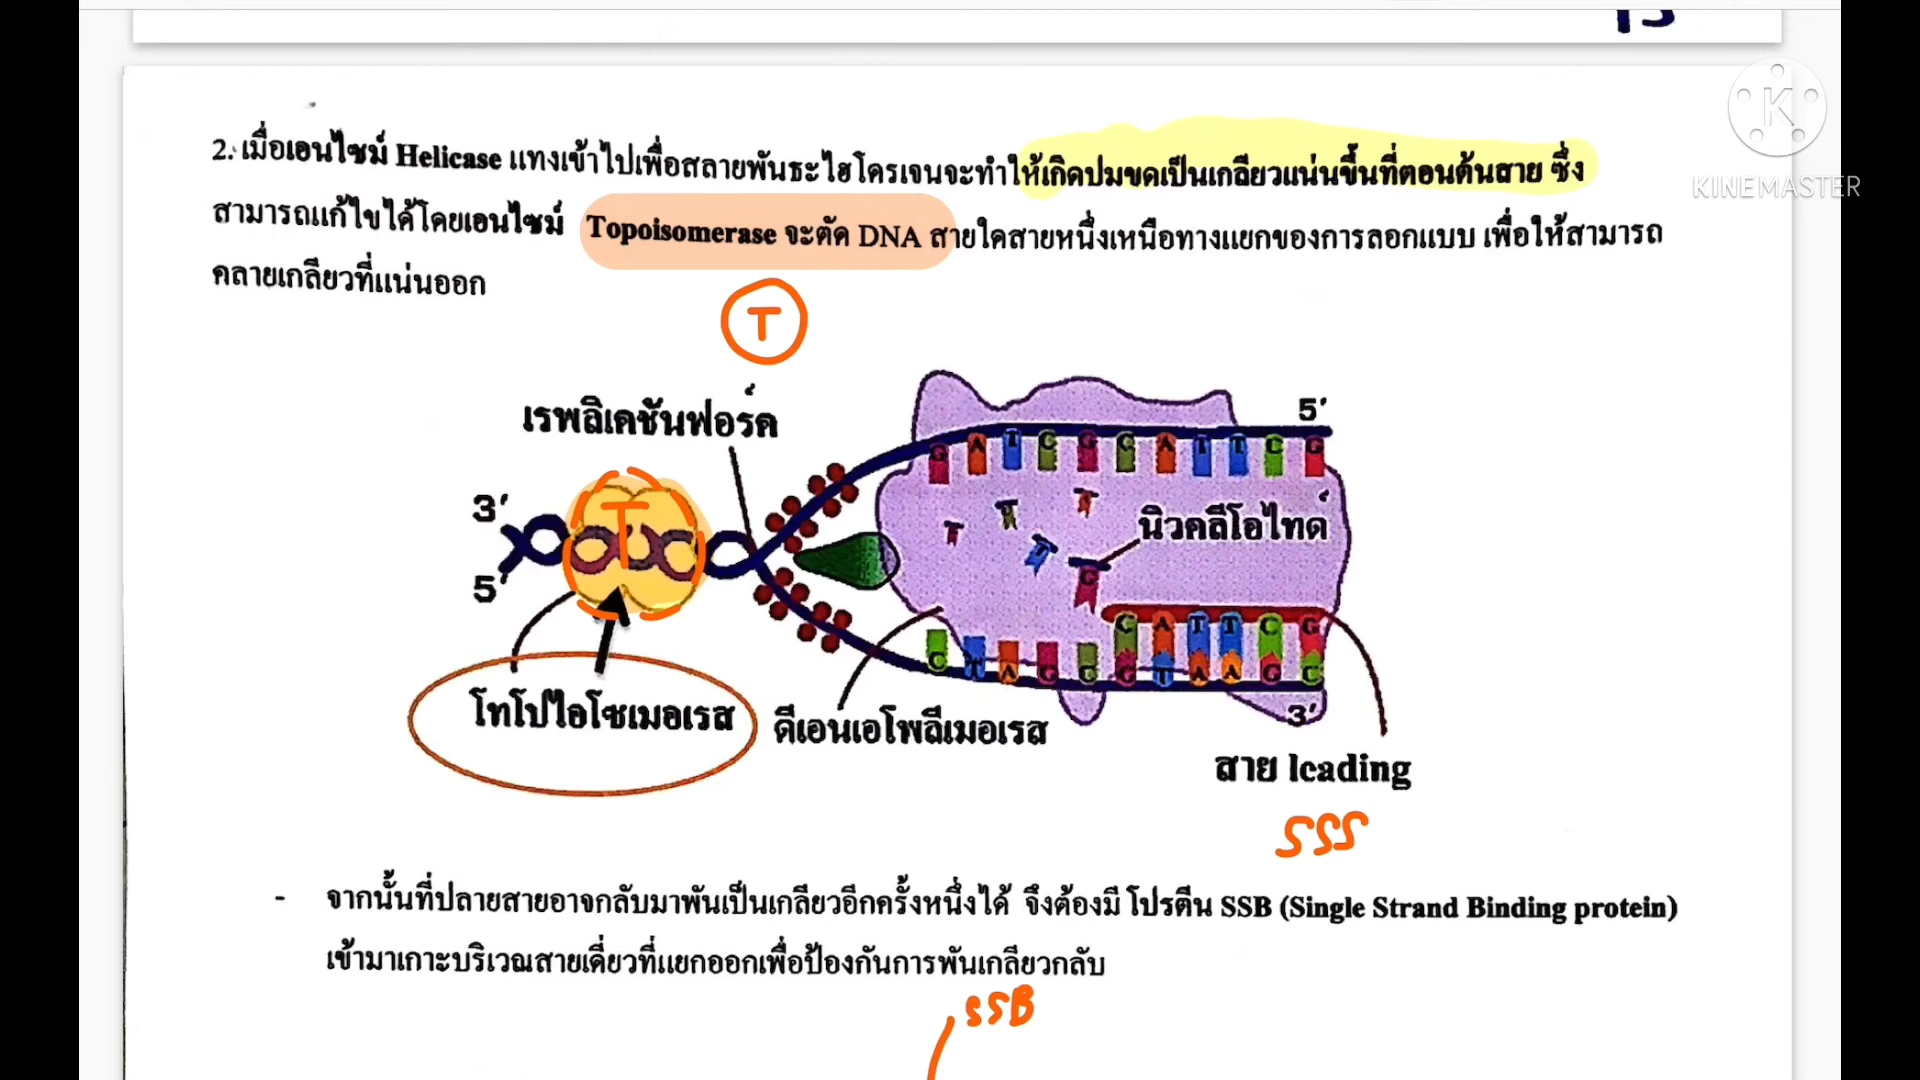 KINEMASTER
2. เมื่อเอนไซม์ Helicase แทงเข้าไปเพื่อสลายพันธะไฮโดรเจนจะทำให้เกิดปมขดเป็นเกลียวแน่นขึ้นที่ตอนต้นสาย ซึ่ง
สามารถแก้ไขได้โดยเอนไซม์ Topoisomerase จะตัด DNA สายใดสายหนึ่งเหนือทางแยกของการลอกแบบ เพื่อให้สามารถ
คลายเกลียวที่แน่นออก
T
เรพลิเคชันฟอร์ค
5'
G A T C G C A T T C G
3'
T
นิวคลีโอไทด์
5'
G
C A T T C G
C T A G C G T A A G C
3'
โทโปไอโซเมอเรส
ดีเอนเอโพลีเมอเรส
สาย leading
- จากนั้นที่ปลายสายอาจกลับมาพันเป็นเกลียวอีกครั้งหนึ่งได้ จึงต้องมี โปรตีน SSB (Single Strand Binding protein)
เข้ามาเกาะบริเวณสายเดี่ยวที่แยกออกเพื่อป้องกันการพันเกลียวกลับ
SSB